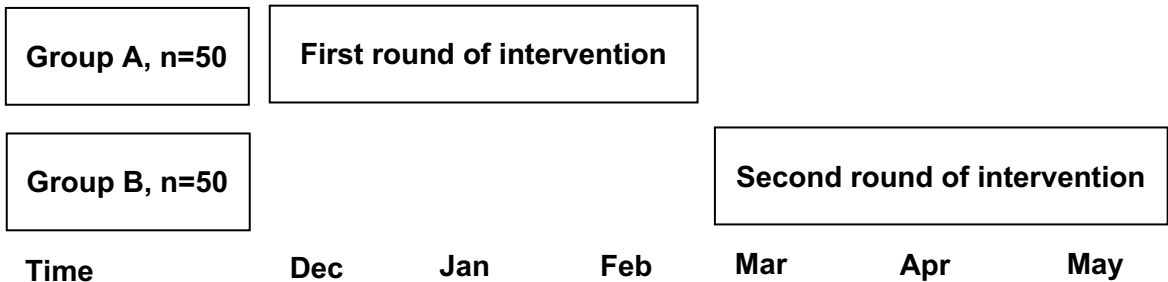 Group A, n=50
First round of intervention
Group B, n=50
Second round of intervention
Time Dec Jan Feb Mar Apr May